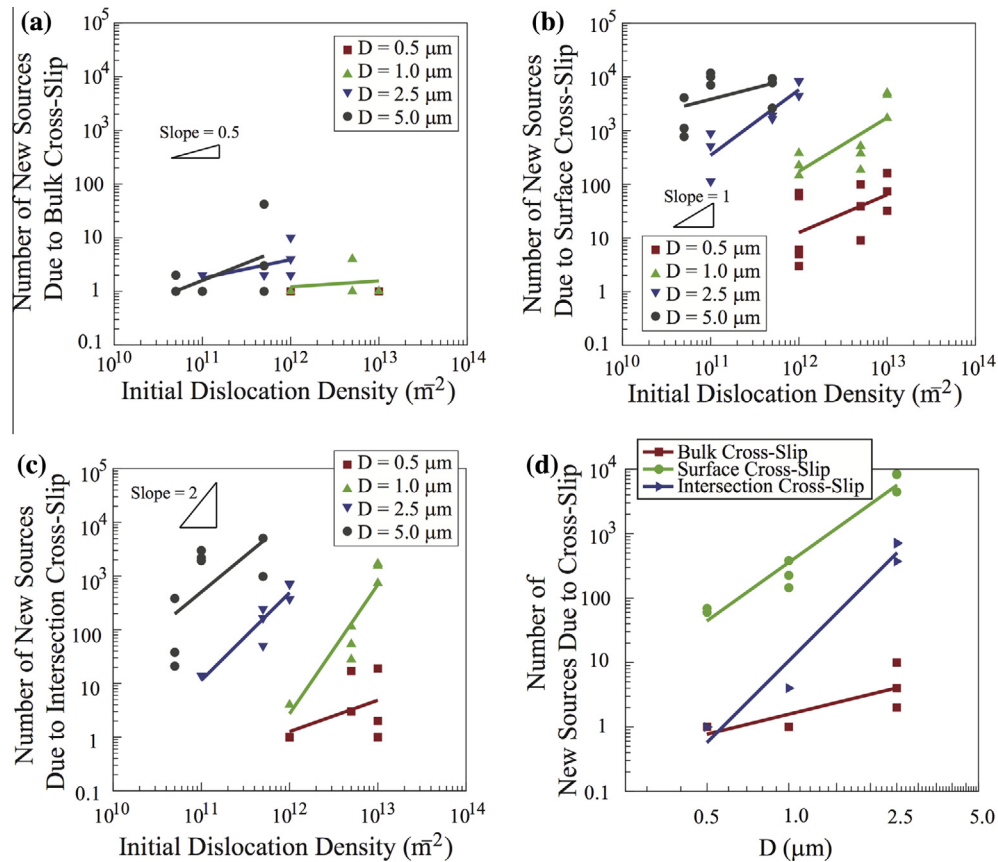 (a)
Number of New Sources
Due to Bulk Cross-Slip
10^5
10^4
10^3
100
10
1
0.1
Slope = 0.5
D = 0.5 μm
D = 1.0 μm
D = 2.5 μm
D = 5.0 μm
10^10 10^11 10^12 10^13 10^14
Initial Dislocation Density (m̄^2)
(b)
Number of New Sources
Due to Surface Cross-Slip
10^5
10^4
10^3
100
10
1
0.1
Slope = 1
D = 0.5 μm
D = 1.0 μm
D = 2.5 μm
D = 5.0 μm
10^10 10^11 10^12 10^13 10^14
Initial Dislocation Density (m̄^2)
(c)
Number of New Sources
Due to Intersection Cross-Slip
10^5
10^4
10^3
100
10
1
0.1
Slope = 2
D = 0.5 μm
D = 1.0 μm
D = 2.5 μm
D = 5.0 μm
10^10 10^11 10^12 10^13 10^14
Initial Dislocation Density (m̄^2)
(d)
Number of
New Sources Due to Cross-Slip
Bulk Cross-Slip
Surface Cross-Slip
Intersection Cross-Slip
10^4
10^3
100
10
1
0.1
0.5 1.0 2.5 5.0
D (μm)